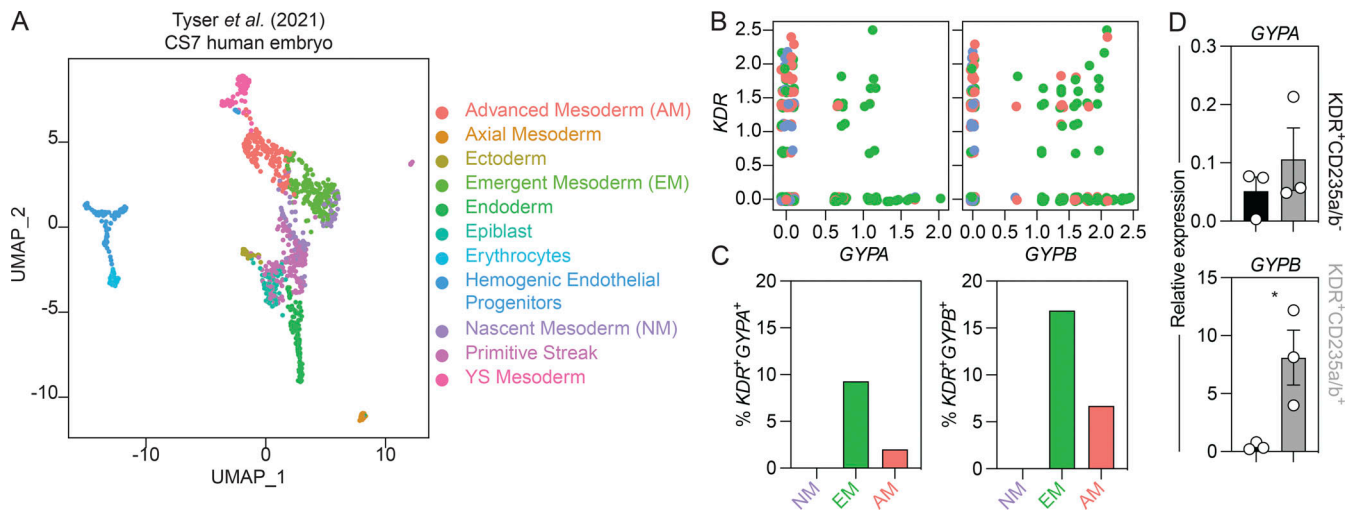 A
Tyser et al. (2021)
CS7 human embryo
UMAP_2
5
0
-5
-10
-10
0
10
UMAP_1
Advanced Mesoderm (AM)
Axial Mesoderm
Ectoderm
Emergent Mesoderm (EM)
Endoderm
Epiblast
Erythrocytes
Hemogenic Endothelial
Progenitors
Nascent Mesoderm (NM)
Primitive Streak
YS Mesoderm
B
KDR
2.5
2.0
1.5
1.0
0.5
0.0
0.0 0.5 1.0 1.5 2.0
GYPA
0.0 0.5 1.0 1.5 2.0 2.5
GYPB
C
% KDR+GYPA+
20
15
10
5
0
NM EM AM
% KDR+GYPB+
20
15
10
5
0
NM EM AM
D
Relative expression
GYPA
0.3
0.2
0.1
0.0
KDR+CD235a/b-
GYPB
15
10
5
0
*
KDR+CD235a/b+